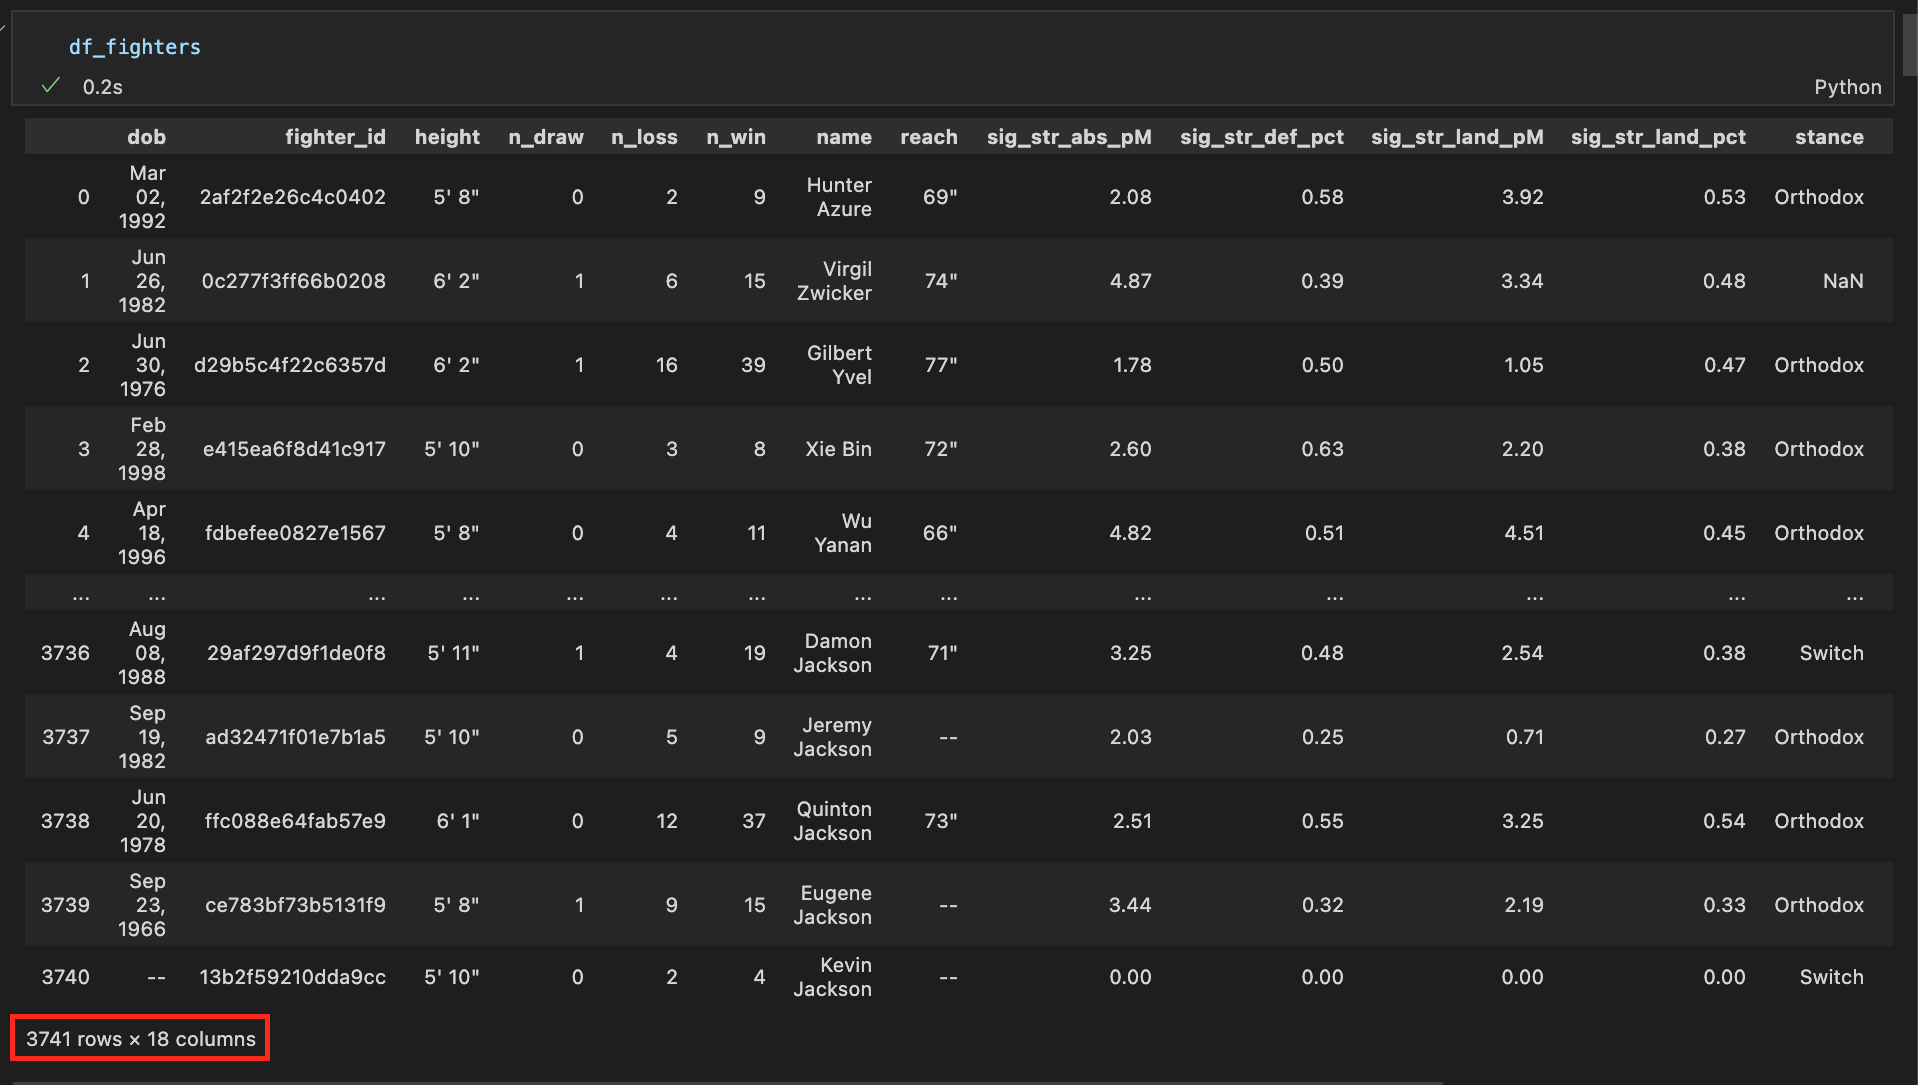 df_fighters
0.2s
Python
dob fighter_id height n_draw n_loss n_win name reach sig_str_abs_pM sig_str_def_pct sig_str_land_pM sig_str_land_pct stance
0 Mar 02, 1992 2af2f2e26c4c0402 5' 8" 0 2 9 Hunter Azure 69" 2.08 0.58 3.92 0.53 Orthodox
1 Jun 26, 1982 0c277f3ff66b0208 6' 2" 1 6 15 Virgil Zwicker 74" 4.87 0.39 3.34 0.48 NaN
2 Jun 30, 1976 d29b5c4f22c6357d 6' 2" 1 16 39 Gilbert Yvel 77" 1.78 0.50 1.05 0.47 Orthodox
3 Feb 28, 1998 e415ea6f8d41c917 5' 10" 0 3 8 Xie Bin 72" 2.60 0.63 2.20 0.38 Orthodox
4 Apr 18, 1996 fdbefee0827e1567 5' 8" 0 4 11 Wu Yanan 66" 4.82 0.51 4.51 0.45 Orthodox
... ... ... ... ... ... ... ... ... ... ... ... ... ...
3736 Aug 08, 1988 29af297d9f1de0f8 5' 11" 1 4 19 Damon Jackson 71" 3.25 0.48 2.54 0.38 Switch
3737 Sep 19, 1982 ad32471f01e7b1a5 5' 10" 0 5 9 Jeremy Jackson -- 2.03 0.25 0.71 0.27 Orthodox
3738 Jun 20, 1978 ffc088e64fab57e9 6' 1" 0 12 37 Quinton Jackson 73" 2.51 0.55 3.25 0.54 Orthodox
3739 Sep 23, 1966 ce783bf73b5131f9 5' 8" 1 9 15 Eugene Jackson -- 3.44 0.32 2.19 0.33 Orthodox
3740 -- 13b2f59210dda9cc 5' 10" 0 2 4 Kevin Jackson -- 0.00 0.00 0.00 0.00 Switch
3741 rows × 18 columns